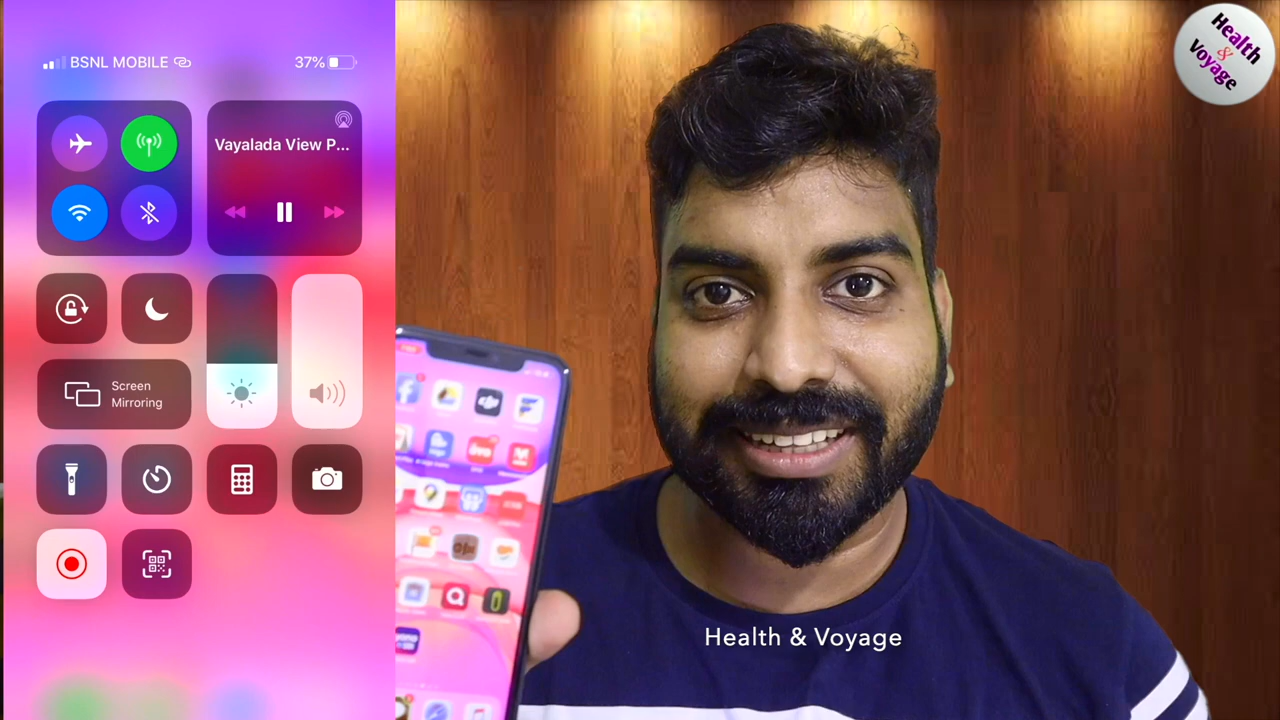 BSNL MOBILE
37%
Vayalada View P...
Screen
Mirroring
Health
&
Voyage
Health & Voyage